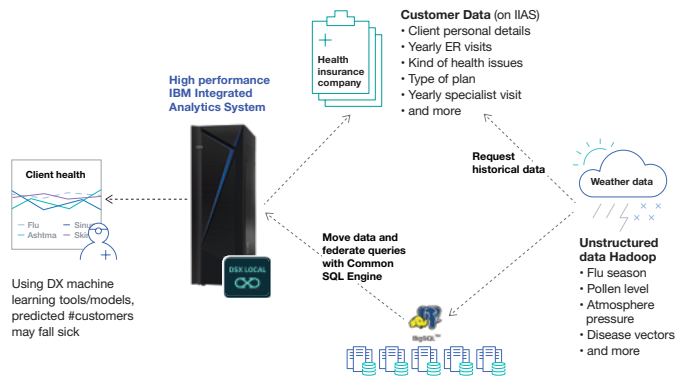 Customer Data (on IIAS)
• Client personal details
• Yearly ER visits
• Kind of health issues
• Type of plan
• Yearly specialist visit
• and more
Health
insurance
company
High performance
IBM Integrated
Analytics System
Request
historical data
Weather data
Client health
Flu
Sinus
Ashtma
Skin
DSX LOCAL
Move data and
federate queries
with Common
SQL Engine
Unstructured
data Hadoop
• Flu season
• Pollen level
• Atmosphere
pressure
• Disease vectors
• and more
Using DX machine
learning tools/models,
predicted #customers
may fall sick
BigSQL™